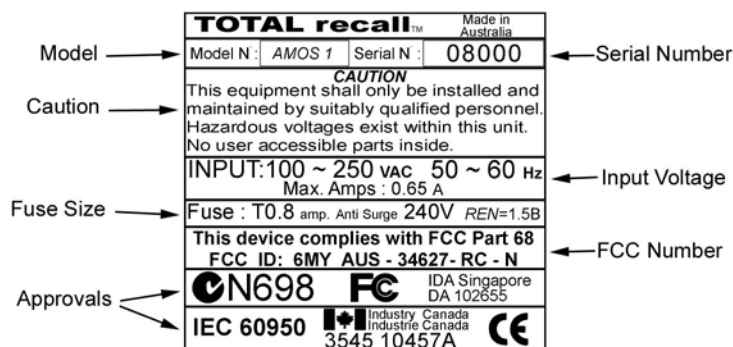 TOTAL recall™ Made in Australia
Model Model N°: AMOS 1 Serial N°: 08000 Serial Number
CAUTION
This equipment shall only be installed and
Caution maintained by suitably qualified personnel.
Hazardous voltages exist within this unit.
No user accessible parts inside.
INPUT:100 ~ 250 VAC 50 ~ 60 Hz
Max. Amps : 0.65 A Input Voltage
Fuse Size Fuse : T0.8 amp. Anti Surge 240V REN=1.5B
This device complies with FCC Part 68
FCC ID: 6MY AUS - 34627- RC - N FCC Number
Approvals N698 FC IDA Singapore
DA 102655
IEC 60950 Industry Canada
Industrie Canada
3545 10457A CE